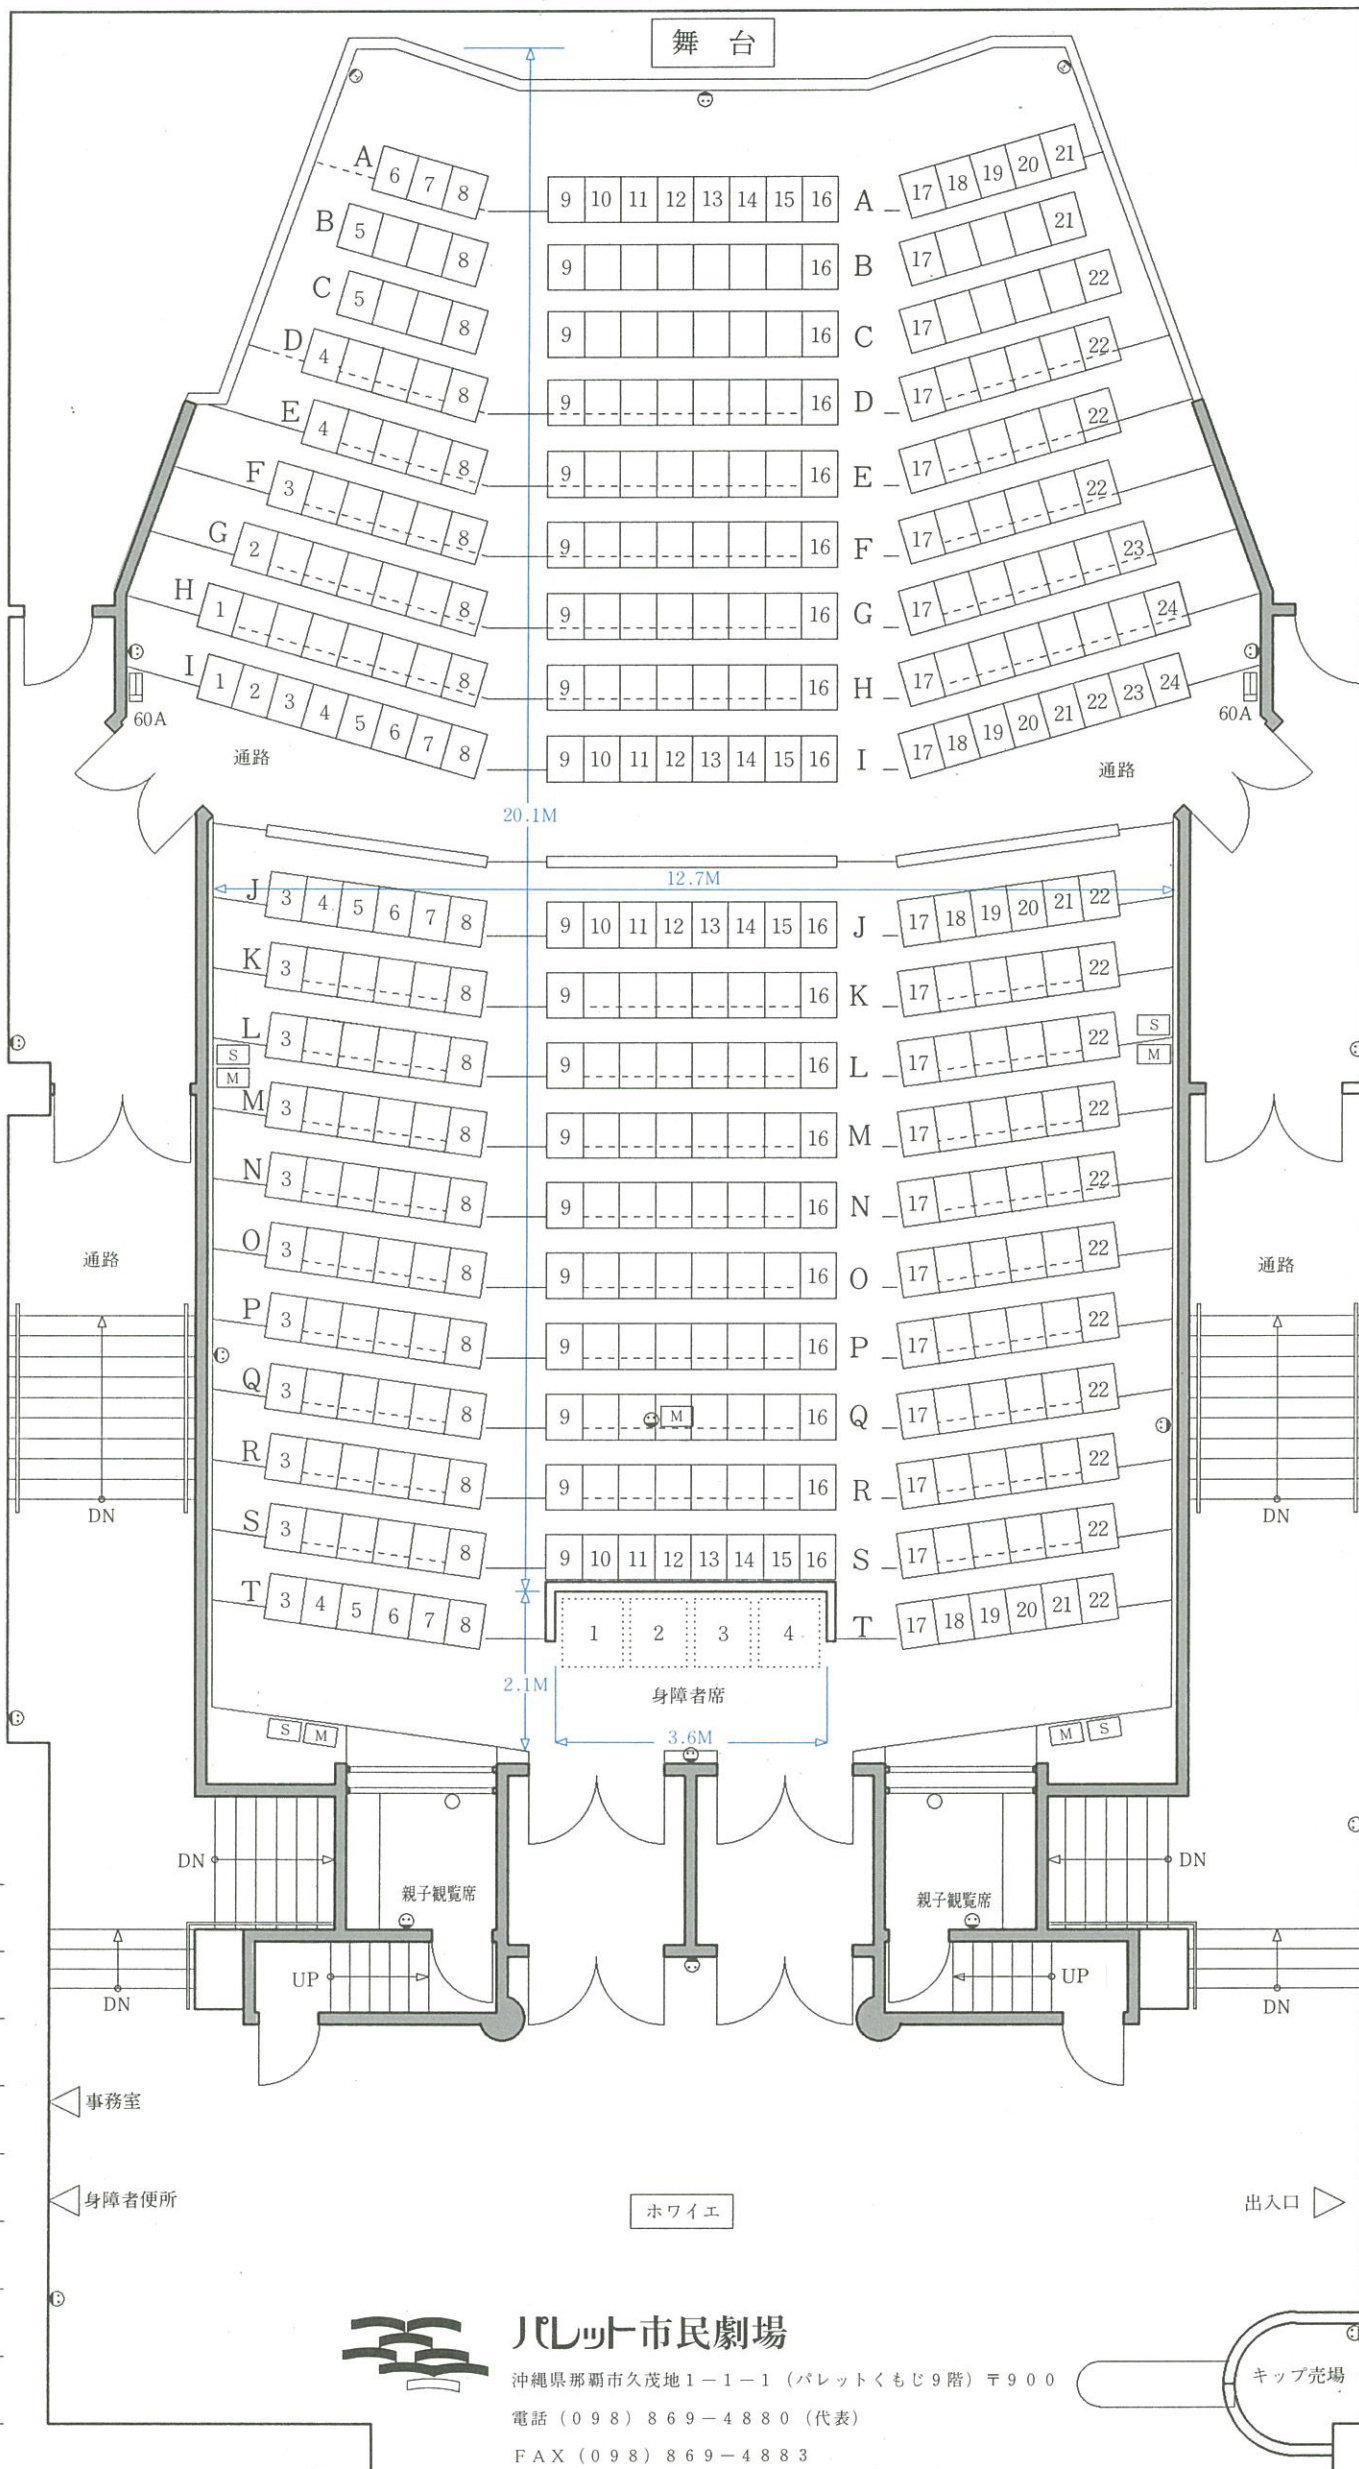 舞 台
A 6 7 8 9 10 11 12 13 14 15 16 A 17 18 19 20 21
B 5 8 9 16 B 17 21
C 5 8 9 16 C 17 22
D 4 8 9 16 D 17 22
E 4 8 9 16 E 17 22
F 3 8 9 16 F 17 22
G 2 8 9 16 G 17 23
H 1 8 9 16 H 17 24
I 1 2 3 4 5 6 7 8 9 10 11 12 13 14 15 16 I 17 18 19 20 21 22 23 24
60A 60A
通路 通路
20.1M
12.7M
J 3 4 5 6 7 8 9 10 11 12 13 14 15 16 J 17 18 19 20 21 22
K 3 8 9 16 K 17 22
L 3 8 9 16 L 17 22
S S
M M
M 3 8 9 16 M 17 22
N 3 8 9 16 N 17 22
O 3 8 9 16 O 17 22
通路 通路
P 3 8 9 16 P 17 22
Q 3 8 9 M 16 Q 17 22
R 3 8 9 16 R 17 22
DN DN
S 3 8 9 10 11 12 13 14 15 16 S 17 22
T 3 4 5 6 7 8 1 2 3 4 T 17 18 19 20 21 22
2.1M 身障者席
S M 3.6M M S
DN DN
親子観覧席 親子観覧席
UP UP
DN DN
事務室
身障者便所 ホワイエ 出入口
パレット市民劇場
沖縄県那覇市久茂地1－1－1（パレットくもじ9階）〒900
キップ売場
電話（098）869－4880（代表）
FAX（098）869－4883